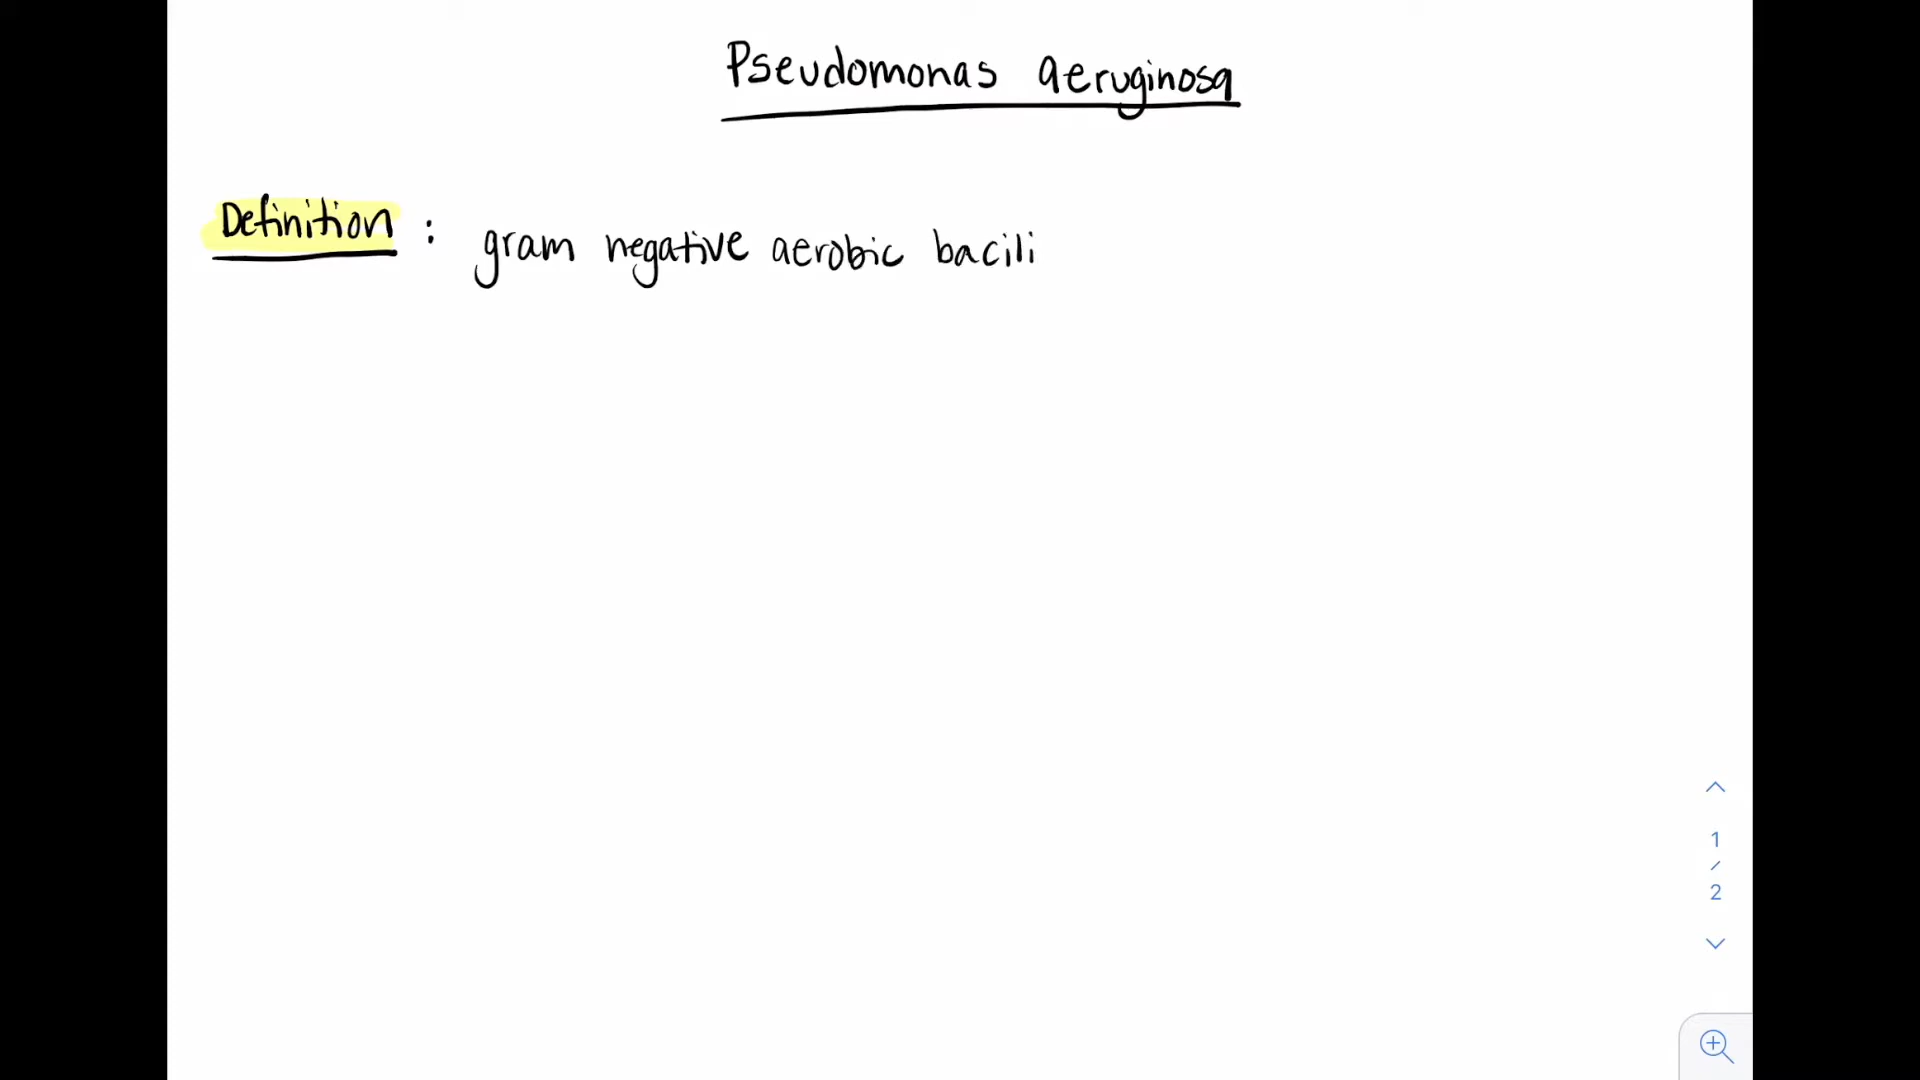 Pseudomonas aeruginosa
Definition : gram negative aerobic bacili
1
/
2